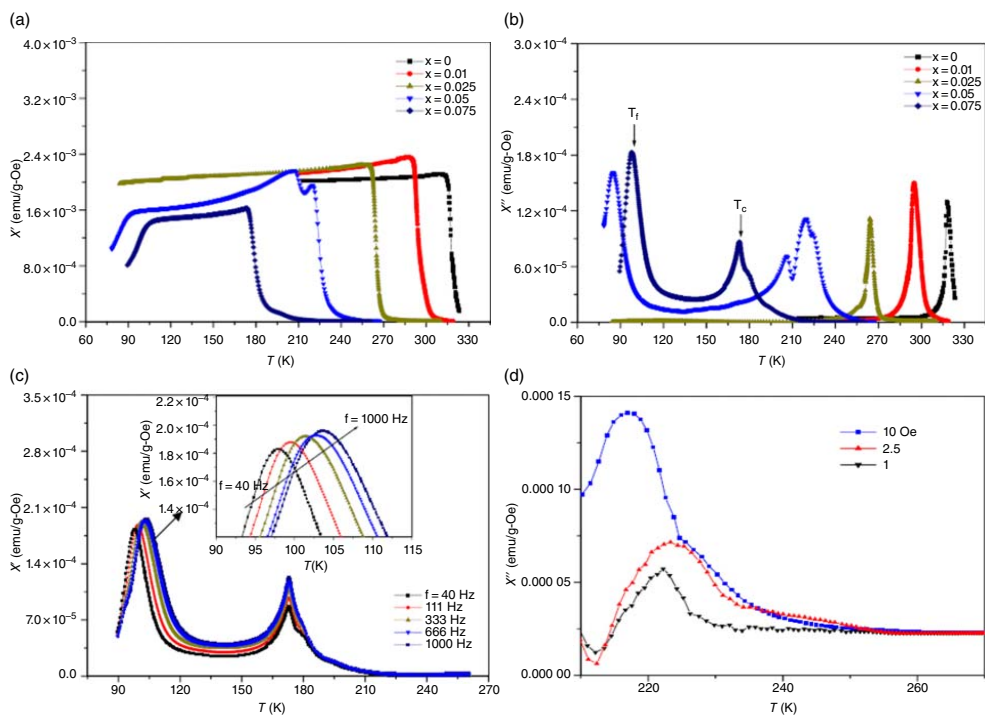 (a)
4.0 × 10⁻³
3.2 × 10⁻³
2.4 × 10⁻³
1.6 × 10⁻³
8.0 × 10⁻⁴
0.0
X′ (emu/g-Oe)
x = 0
x = 0.01
x = 0.025
x = 0.05
x = 0.075
60 90 120 150 180 210 240 270 300 330
T (K)
(b)
3.0 × 10⁻⁴
2.4 × 10⁻⁴
1.8 × 10⁻⁴
1.2 × 10⁻⁴
6.0 × 10⁻⁵
0.0
X″ (emu/g-Oe)
x = 0
x = 0.01
x = 0.025
x = 0.05
x = 0.075
T_f
T_c
60 90 120 150 180 210 240 270 300 330
T (K)
(c)
3.5 × 10⁻⁴
2.8 × 10⁻⁴
2.1 × 10⁻⁴
1.4 × 10⁻⁴
7.0 × 10⁻⁵
0.0
X′ (emu/g-Oe)
2.2 × 10⁻⁴
2.0 × 10⁻⁴
1.8 × 10⁻⁴
1.6 × 10⁻⁴
1.4 × 10⁻⁴
X′ (emu/g-Oe)
f = 1000 Hz
f = 40 Hz
90 95 100 105 110 115
T(K)
f = 40 Hz
111 Hz
333 Hz
666 Hz
1000 Hz
90 120 150 180 210 240 270
T (K)
(d)
0.000 15
0.000 10
0.000 05
0.000 00
X″ (emu/g-Oe)
10 Oe
2.5
1
220 240 260
T (K)